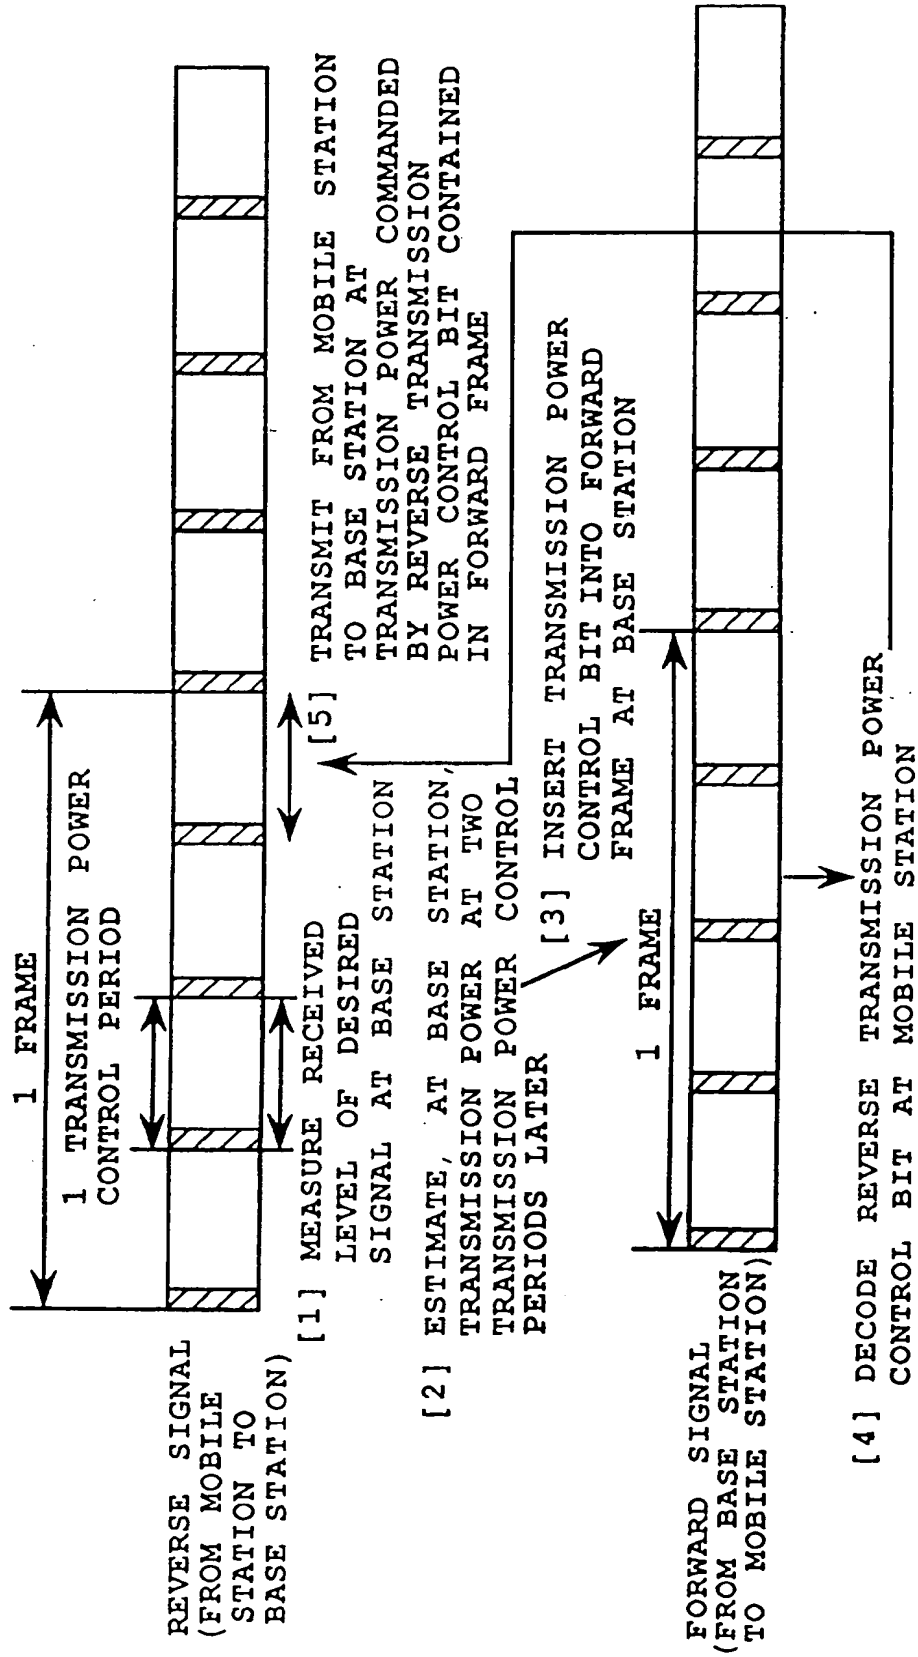 1 FRAME
1 TRANSMISSION POWER
CONTROL PERIOD
REVERSE SIGNAL
(FROM MOBILE
STATION TO
BASE STATION)
[1] MEASURE RECEIVED
LEVEL OF DESIRED
SIGNAL AT BASE STATION
[5] TRANSMIT FROM MOBILE STATION
TO BASE STATION AT
TRANSMISSION POWER COMMANDED
BY REVERSE TRANSMISSION
POWER CONTROL BIT CONTAINED
IN FORWARD FRAME
[2] ESTIMATE, AT BASE STATION,
TRANSMISSION POWER AT TWO
TRANSMISSION POWER CONTROL
PERIODS LATER
[3] INSERT TRANSMISSION POWER
CONTROL BIT INTO FORWARD
FRAME AT BASE STATION
1 FRAME
FORWARD SIGNAL
(FROM BASE STATION
TO MOBILE STATION)
[4] DECODE REVERSE TRANSMISSION POWER
CONTROL BIT AT MOBILE STATION